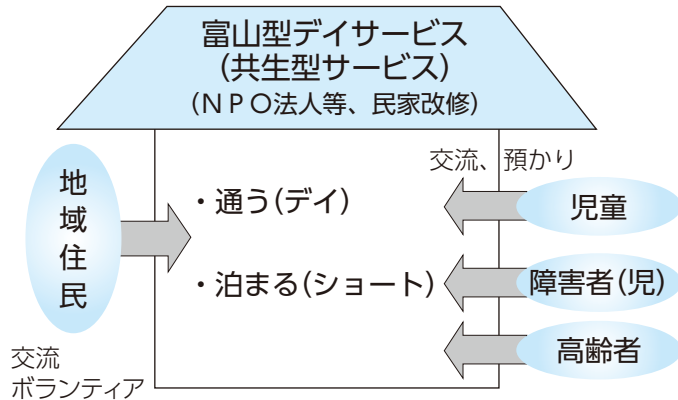 富山型デイサービス
(共生型サービス)
(NPO法人等、民家改修)
地域住民
交流
ボランティア
・通う(デイ)
・泊まる(ショート)
交流、預かり
児童
障害者(児)
高齢者